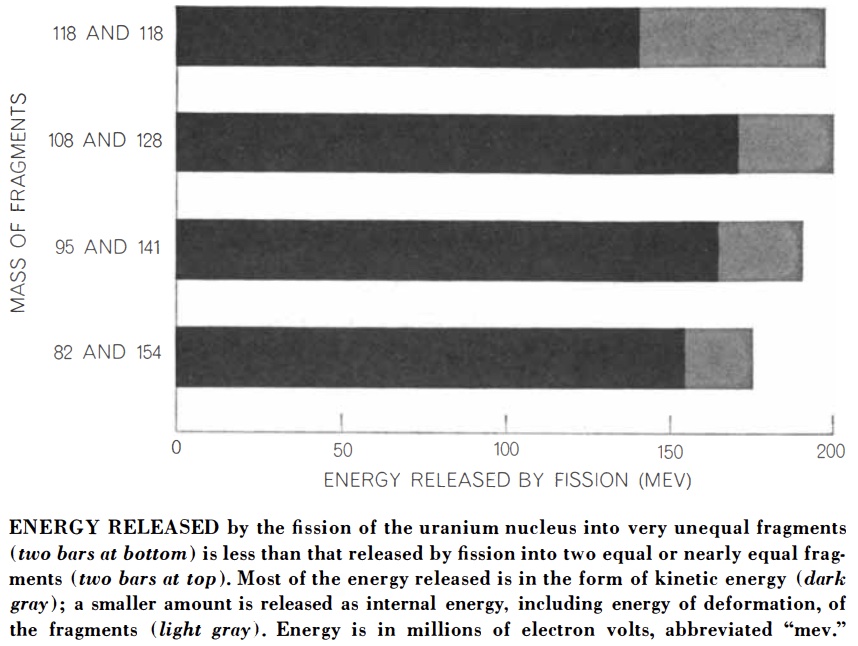 118 AND 118
108 AND 128
95 AND 141
82 AND 154
MASS OF FRAGMENTS
0 50 100 150 200
ENERGY RELEASED BY FISSION (MEV)
ENERGY RELEASED by the fission of the uranium nucleus into very unequal fragments
(two bars at bottom) is less than that released by fission into two equal or nearly equal frag-
ments (two bars at top). Most of the energy released is in the form of kinetic energy (dark
gray); a smaller amount is released as internal energy, including energy of deformation, of
the fragments (light gray). Energy is in millions of electron volts, abbreviated “mev.”